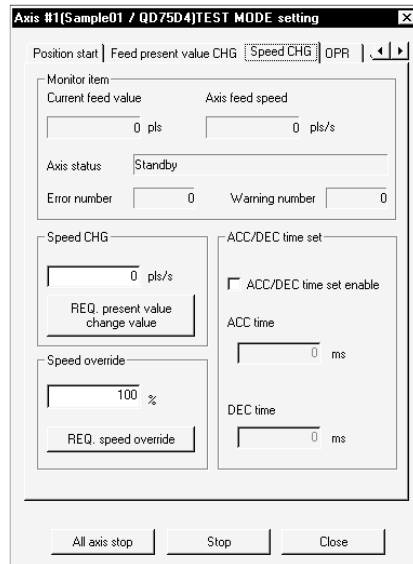 Axis #1(Sample01 / QD75D4)TEST MODE setting
Position start Feed present value CHG Speed CHG OPR
Monitor item
Current feed value Axis feed speed
0 pls 0 pls/s
Axis status Standby
Error number 0 Warning number 0
Speed CHG
0 pls/s
REQ. present value
change value
Speed override
100 %
REQ. speed override
ACC/DEC time set
ACC/DEC time set enable
ACC time
0 ms
DEC time
0 ms
All axis stop Stop Close